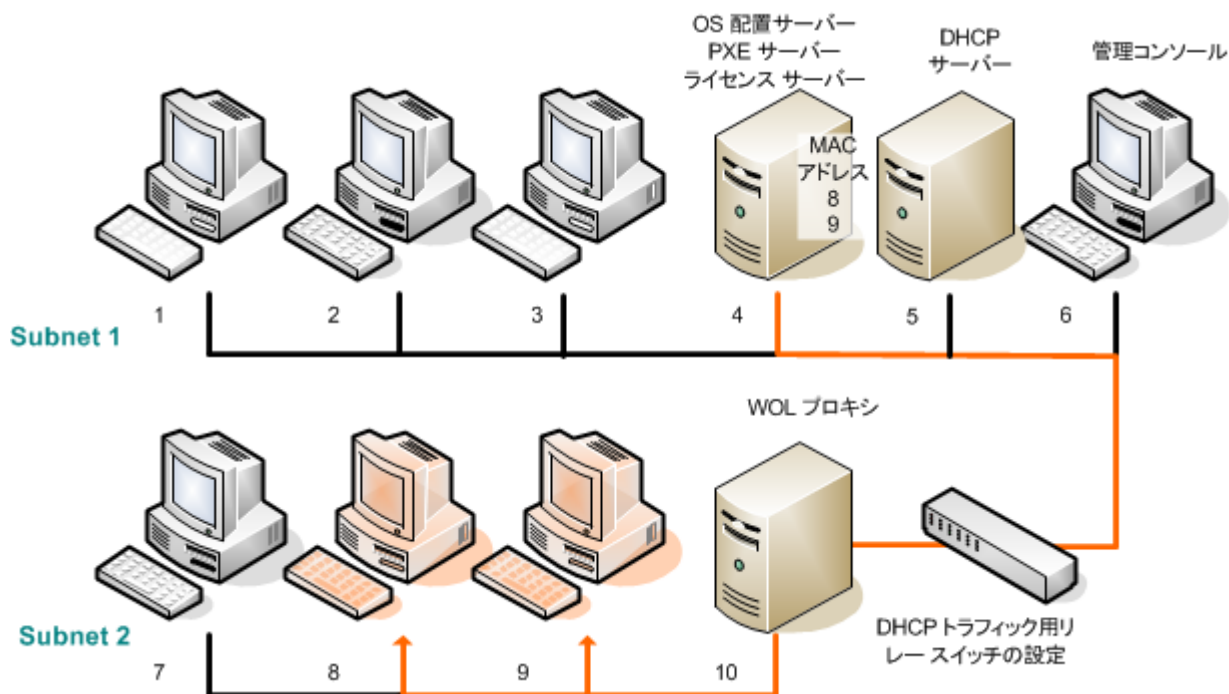 OS 配置サーバー
PXE サーバー
ライセンス サーバー
DHCP
サーバー
管理コンソール
MAC
アドレス
8
9
1
2
3
4
5
6
Subnet 1
WOL プロキシ
DHCP トラフィック用リ
レー スイッチの設定
Subnet 2
7
8
9
10